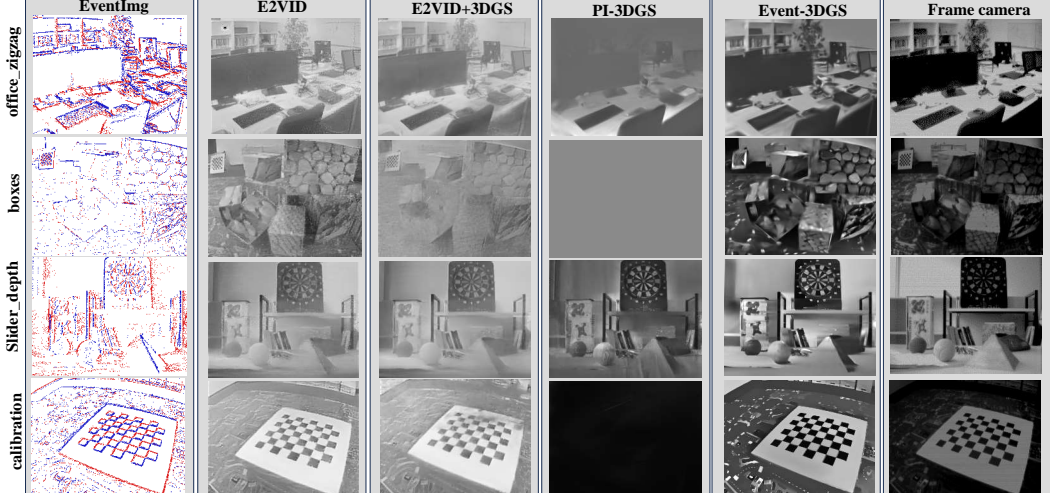 EventImg E2VID E2VID+3DGS PI-3DGS Event-3DGS Frame camera
office_zigzag
boxes
Slider_depth
calibration